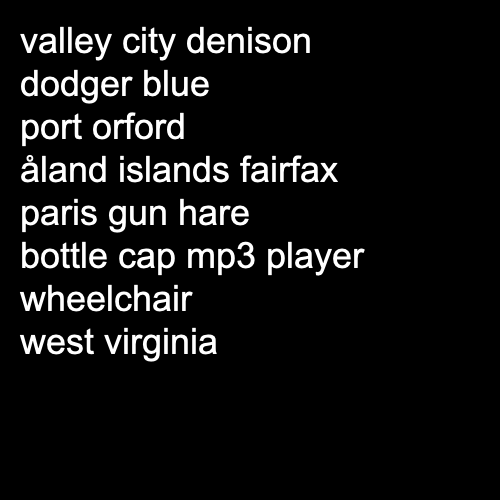 valley city denison
dodger blue
port orford
åland islands fairfax
paris gun hare
bottle cap mp3 player
wheelchair
west virginia